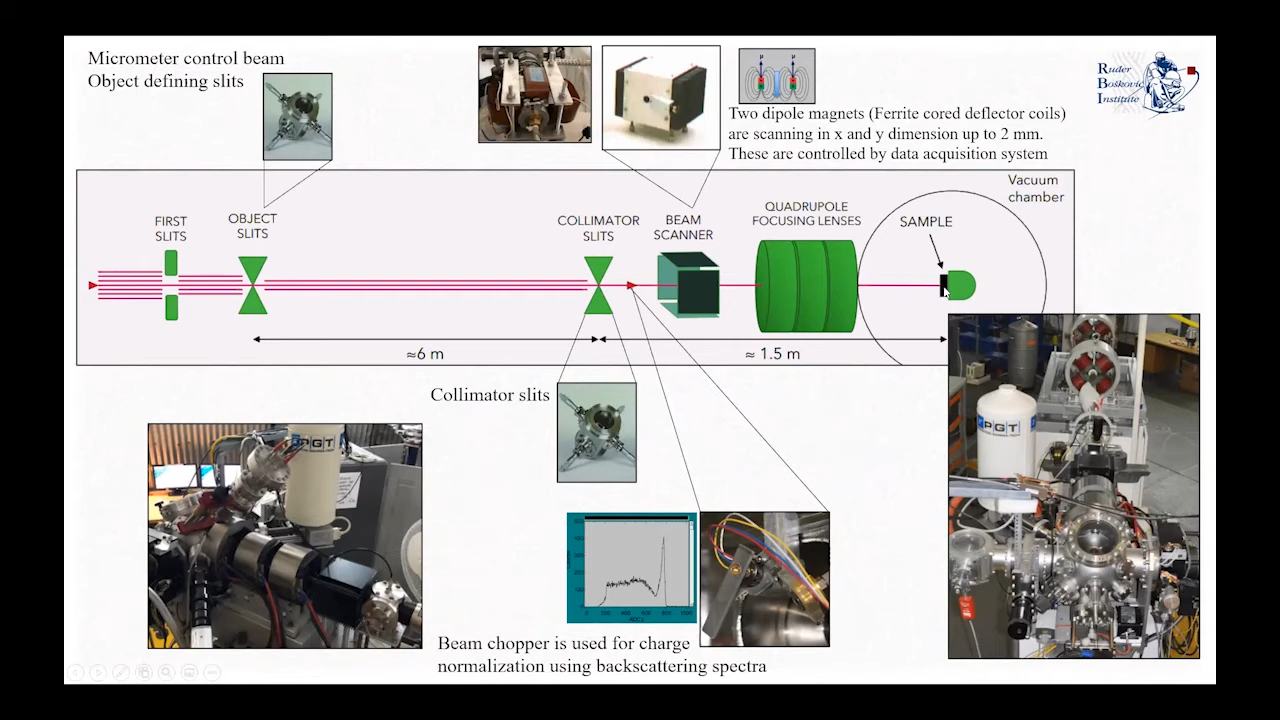 Micrometer control beam
Object defining slits
Ruđer
Bošković
Institute
Two dipole magnets (Ferrite cored deflector coils)
are scanning in x and y dimension up to 2 mm.
These are controlled by data acquisition system
Vacuum
chamber
FIRST
SLITS
OBJECT
SLITS
COLLIMATOR
SLITS
BEAM
SCANNER
QUADRUPOLE
FOCUSING LENSES
SAMPLE
≈6 m
≈ 1.5 m
Collimator slits
PGT
PGT
Beam chopper is used for charge
normalization using backscattering spectra